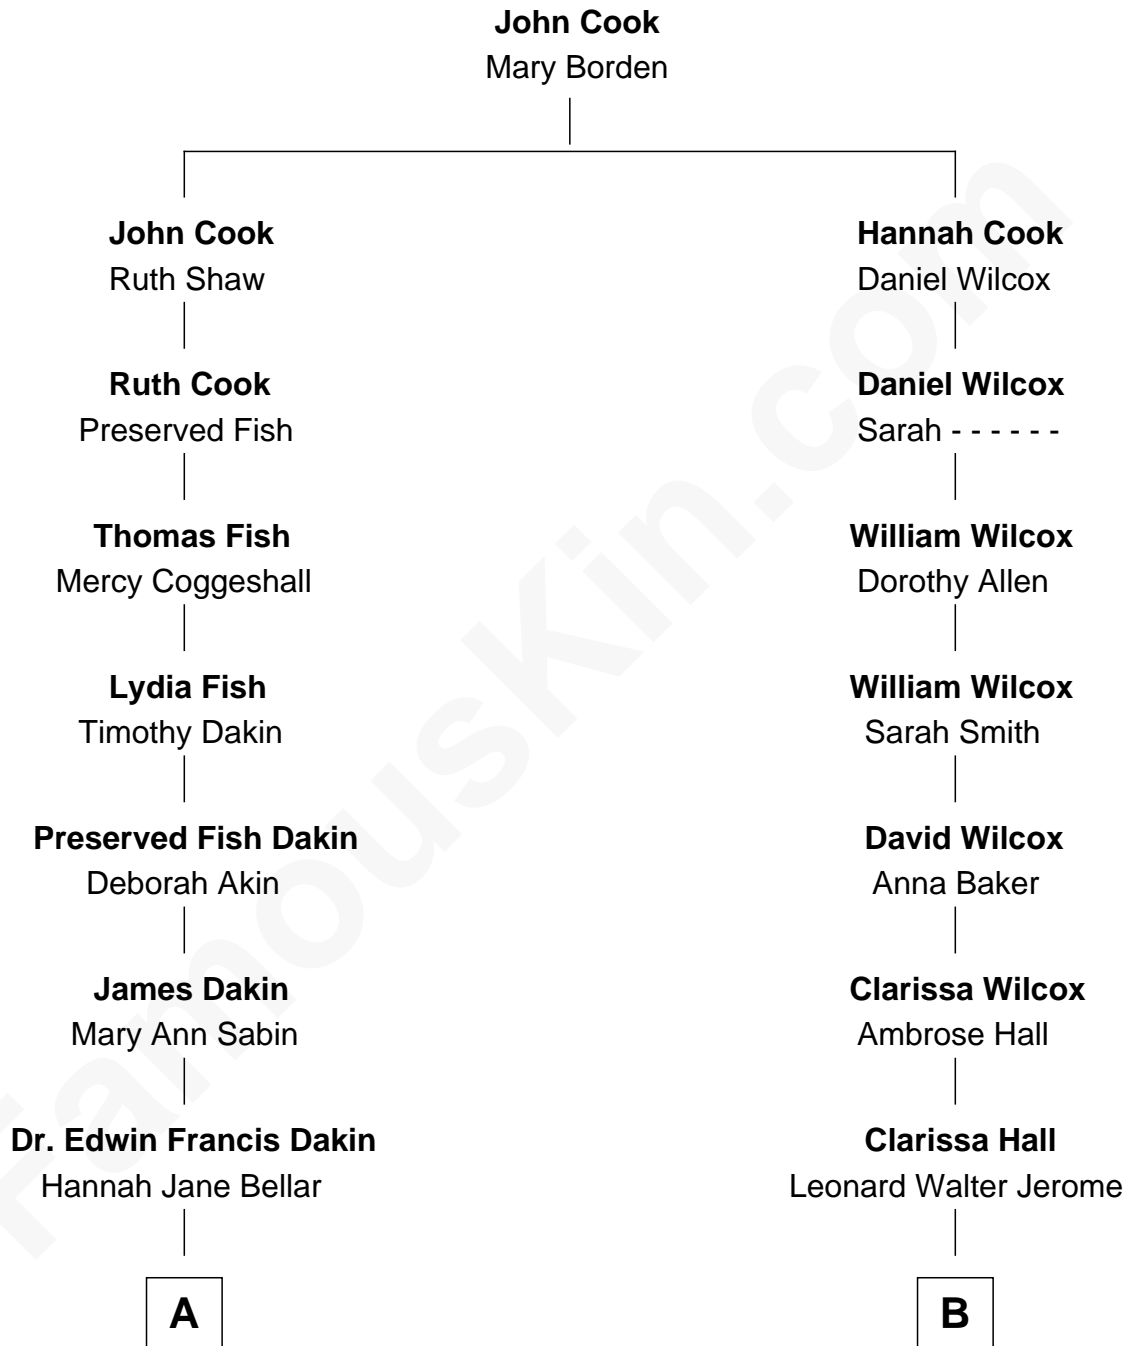 John Cook
Mary Borden
John Cook
Ruth Shaw
Hannah Cook
Daniel Wilcox
Ruth Cook
Preserved Fish
Daniel Wilcox
Sarah - - - - - -
Thomas Fish
Mercy Coggeshall
William Wilcox
Dorothy Allen
Lydia Fish
Timothy Dakin
William Wilcox
Sarah Smith
Preserved Fish Dakin
Deborah Akin
David Wilcox
Anna Baker
James Dakin
Mary Ann Sabin
Clarissa Wilcox
Ambrose Hall
Dr. Edwin Francis Dakin
Hannah Jane Bellar
Clarissa Hall
Leonard Walter Jerome
A
B
FamousKin.com